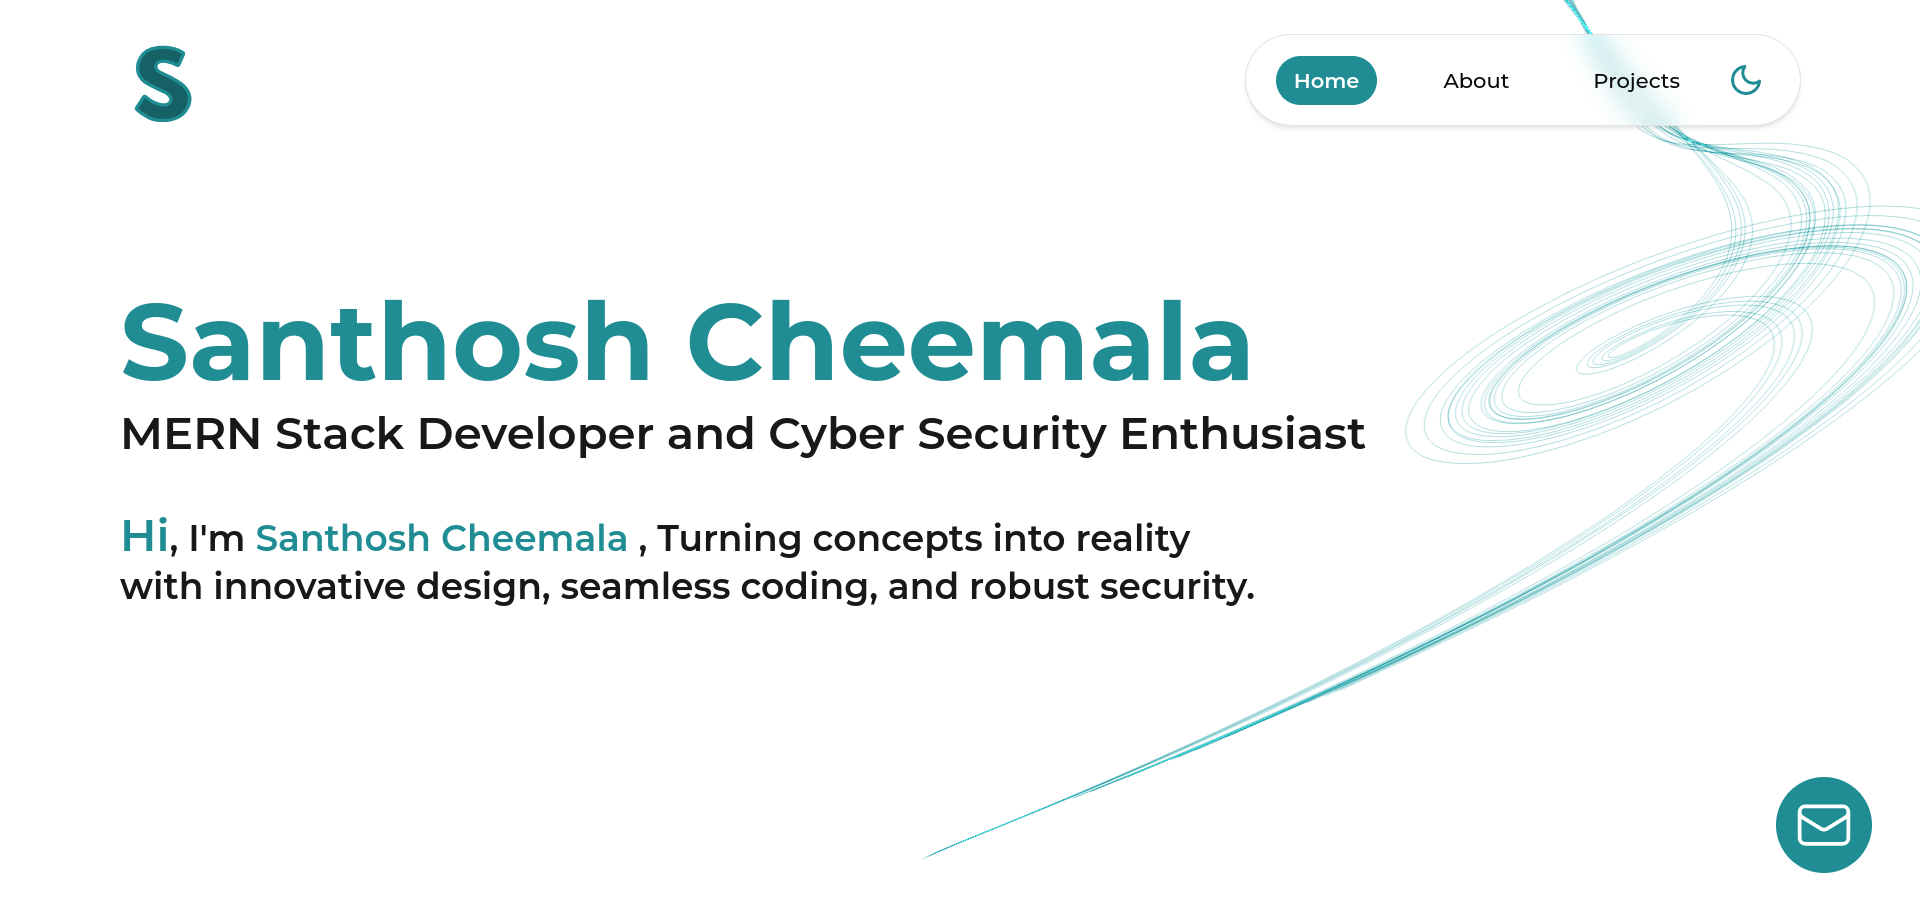 S
Home About Projects
Santhosh Cheemala
MERN Stack Developer and Cyber Security Enthusiast
Hi, I'm Santhosh Cheemala , Turning concepts into reality
with innovative design, seamless coding, and robust security.